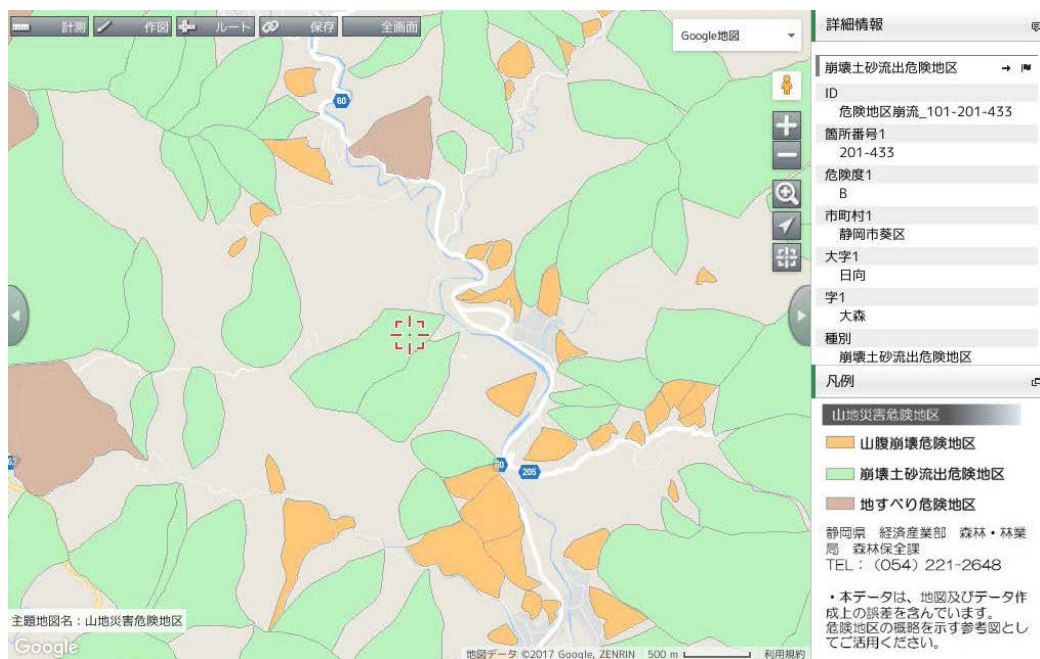 計測
作図
ルート
保存
全画面
Google地図
60
60
205
主題地図名：山地災害危険地区
Google
地図データ ©2017 Google, ZENRIN
500 m
利用規約
詳細情報
崩壊土砂流出危険地区
ID
危険地区崩流_101-201-433
箇所番号1
201-433
危険度1
B
市町村1
静岡市葵区
大字1
日向
字1
大森
種別
崩壊土砂流出危険地区
凡例
山地災害危険地区
山腹崩壊危険地区
崩壊土砂流出危険地区
地すべり危険地区
静岡県　経済産業部　森林・林業
局　森林保全課
TEL：（054）221-2648
・本データは、地図及びデータ作
成上の誤差を含んでいます。
危険地区の概略を示す参考図とし
てご活用ください。